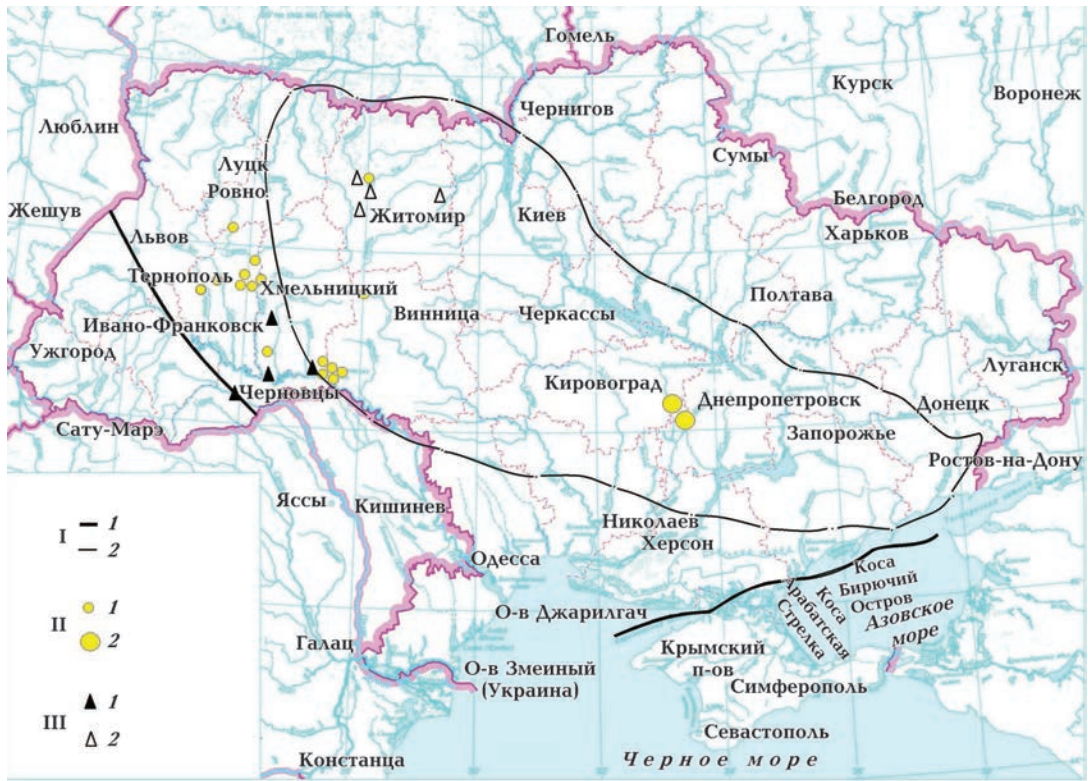 Гомель
Курск
Воронеж
Чернигов
Люблин
Сумы
Луцк
Ровно
Белгород
Жешув
Житомир
Киев
Харьков
Львов
Тернополь
Хмельницкий
Полтава
Ивано-Франковск
Винница
Черкассы
Ужгород
Луганск
Кировоград
Черновцы
Днепропетровск
Донецк
Сату-Марэ
Запорожье
Ростов-на-Дону
Яссы
Кишинев
Николаев
Херсон
Одесса
О-в Джарилгач
Коса
Арабатская
Стрелка
Коса
Бирючий
Остров
Азовское
море
Галац
Крымский
п-ов
О-в Змеиный
(Украина)
Симферополь
Севастополь
Констанца
Черное море
I
1
2
II
1
2
III
1
2